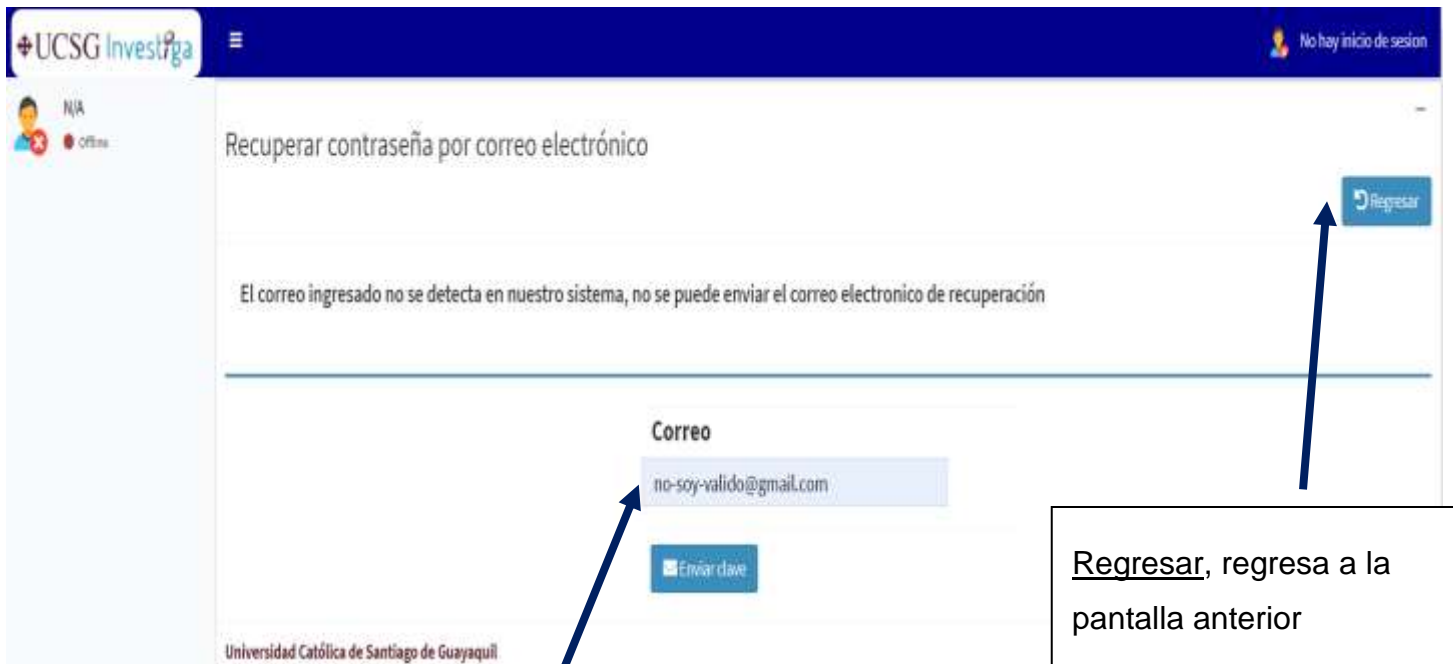 UCSG Investiga
No hay inicio de sesion
N/A
Offline
Recuperar contraseña por correo electrónico
Regresar
El correo ingresado no se detecta en nuestro sistema, no se puede enviar el correo electronico de recuperación
Correo
no-soy-valido@gmail.com
Enviar clave
Regresar, regresa a la
pantalla anterior
Universidad Católica de Santiago de Guayaquil